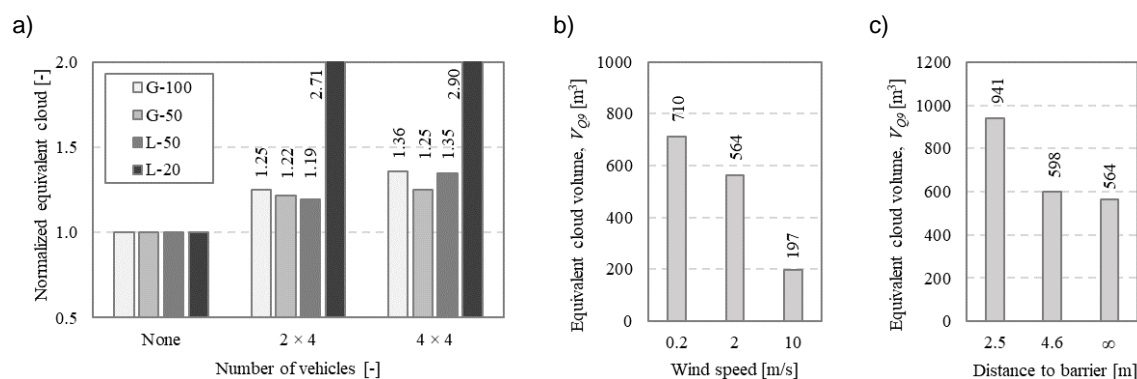 a)
Normalized equivalent cloud [-]
2.0
1.5
1.0
0.5
G-100
G-50
L-50
L-20
1.25
1.22
1.19
2.71
1.36
1.25
1.35
2.90
None
2 × 4
4 × 4
Number of vehicles [-]
b)
Equivalent cloud volume, V_Q9 [m³]
1000
800
600
400
200
0
710
564
197
0.2
2
10
Wind speed [m/s]
c)
Equivalent cloud volume, V_Q9 [m³]
1200
1000
800
600
400
200
0
941
598
564
2.5
4.6
∞
Distance to barrier [m]